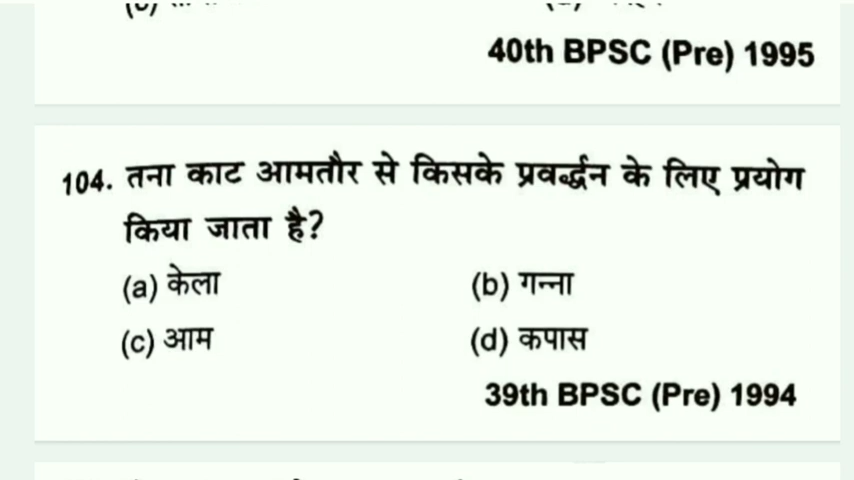 40th BPSC (Pre) 1995
104. तना काट आमतौर से किसके प्रवर्द्धन के लिए प्रयोग
किया जाता है?
(a) केला (b) गन्ना
(c) आम (d) कपास
39th BPSC (Pre) 1994